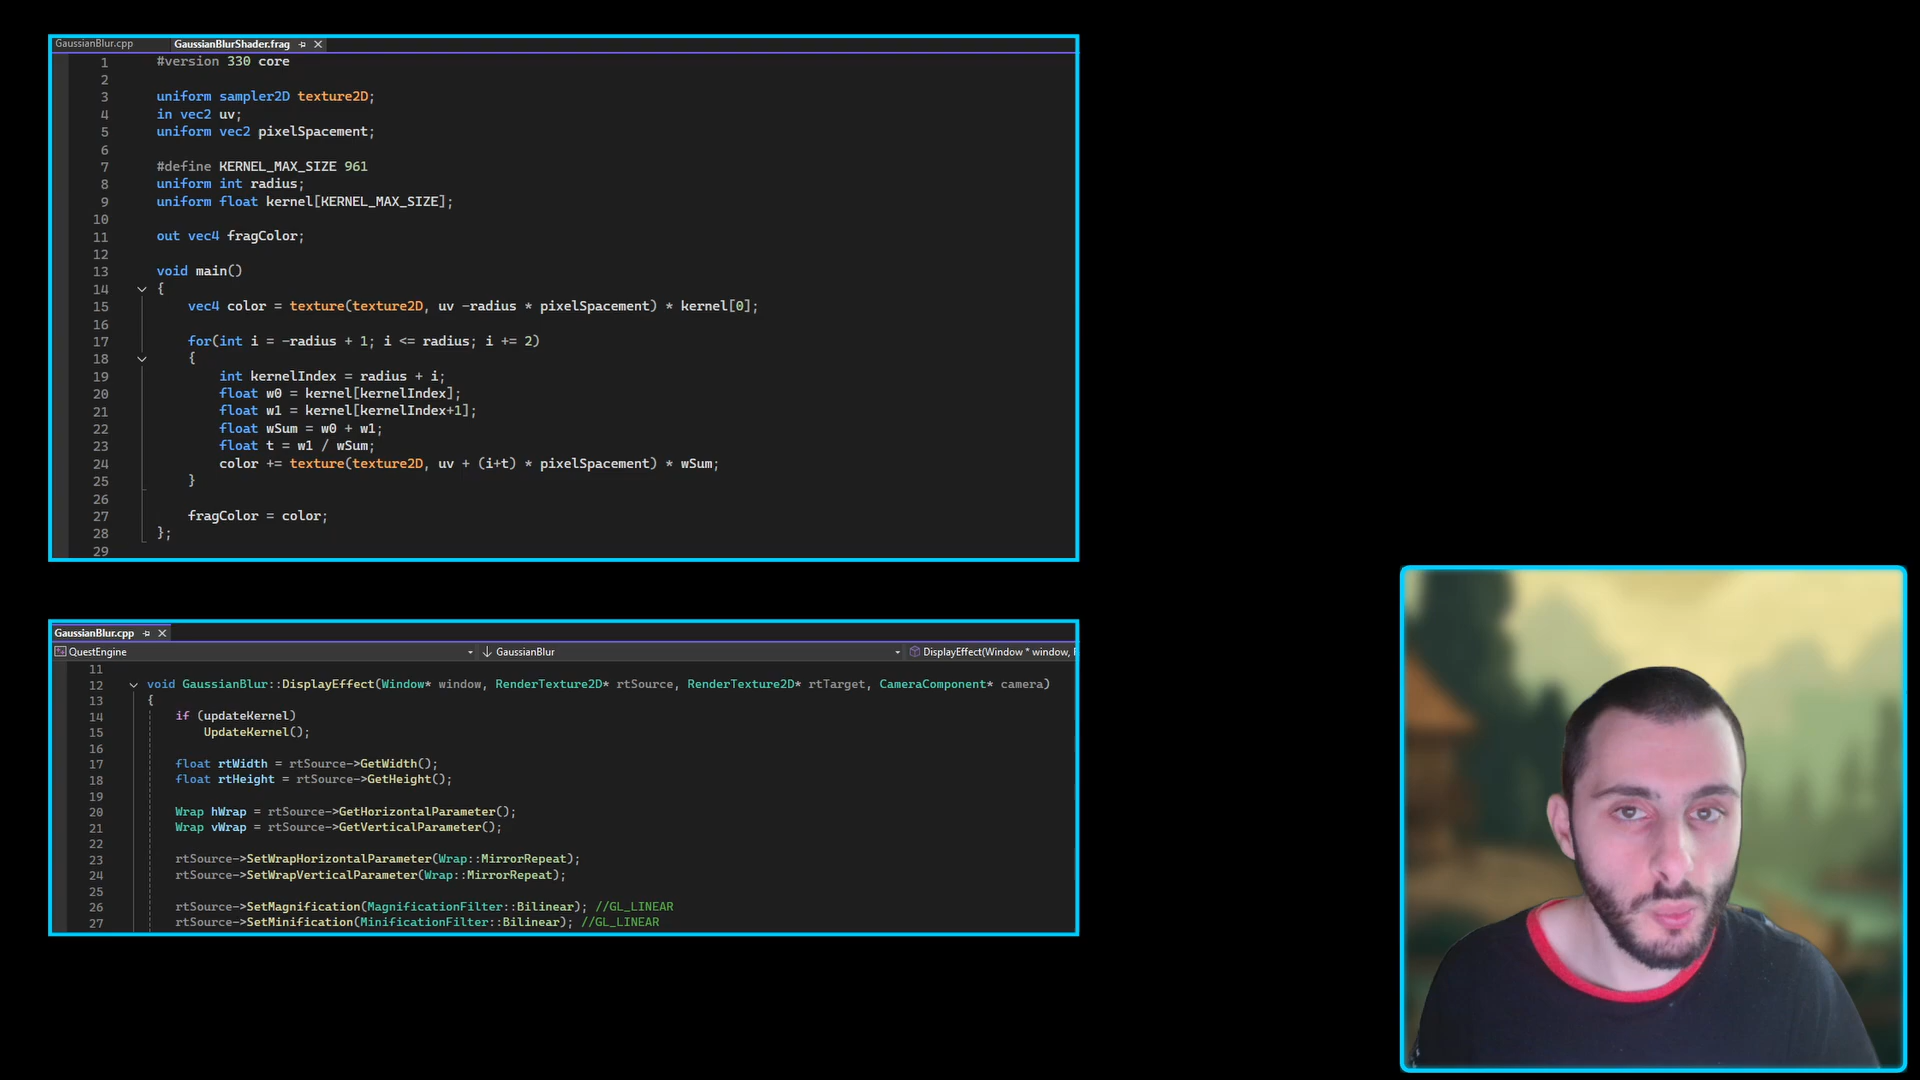 GaussianBlur.cpp GaussianBlurShader.frag
1 #version 330 core
2
3 uniform sampler2D texture2D;
4 in vec2 uv;
5 uniform vec2 pixelSpacement;
6
7 #define KERNEL_MAX_SIZE 961
8 uniform int radius;
9 uniform float kernel[KERNEL_MAX_SIZE];
10
11 out vec4 fragColor;
12
13 void main()
14 {
15 vec4 color = texture(texture2D, uv -radius * pixelSpacement) * kernel[0];
16
17 for(int i = -radius + 1; i <= radius; i += 2)
18 {
19 int kernelIndex = radius + i;
20 float w0 = kernel[kernelIndex];
21 float w1 = kernel[kernelIndex+1];
22 float wSum = w0 + w1;
23 float t = w1 / wSum;
24 color += texture(texture2D, uv + (i+t) * pixelSpacement) * wSum;
25 }
26
27 fragColor = color;
28 };
29
GaussianBlur.cpp
QuestEngine GaussianBlur DisplayEffect(Window * window,
11
12 void GaussianBlur::DisplayEffect(Window* window, RenderTexture2D* rtSource, RenderTexture2D* rtTarget, CameraComponent* camera)
13 {
14 if (updateKernel)
15 UpdateKernel();
16
17 float rtWidth = rtSource->GetWidth();
18 float rtHeight = rtSource->GetHeight();
19
20 Wrap hWrap = rtSource->GetHorizontalParameter();
21 Wrap vWrap = rtSource->GetVerticalParameter();
22
23 rtSource->SetWrapHorizontalParameter(Wrap::MirrorRepeat);
24 rtSource->SetWrapVerticalParameter(Wrap::MirrorRepeat);
25
26 rtSource->SetMagnification(MagnificationFilter::Bilinear); //GL_LINEAR
27 rtSource->SetMinification(MinificationFilter::Bilinear); //GL_LINEAR